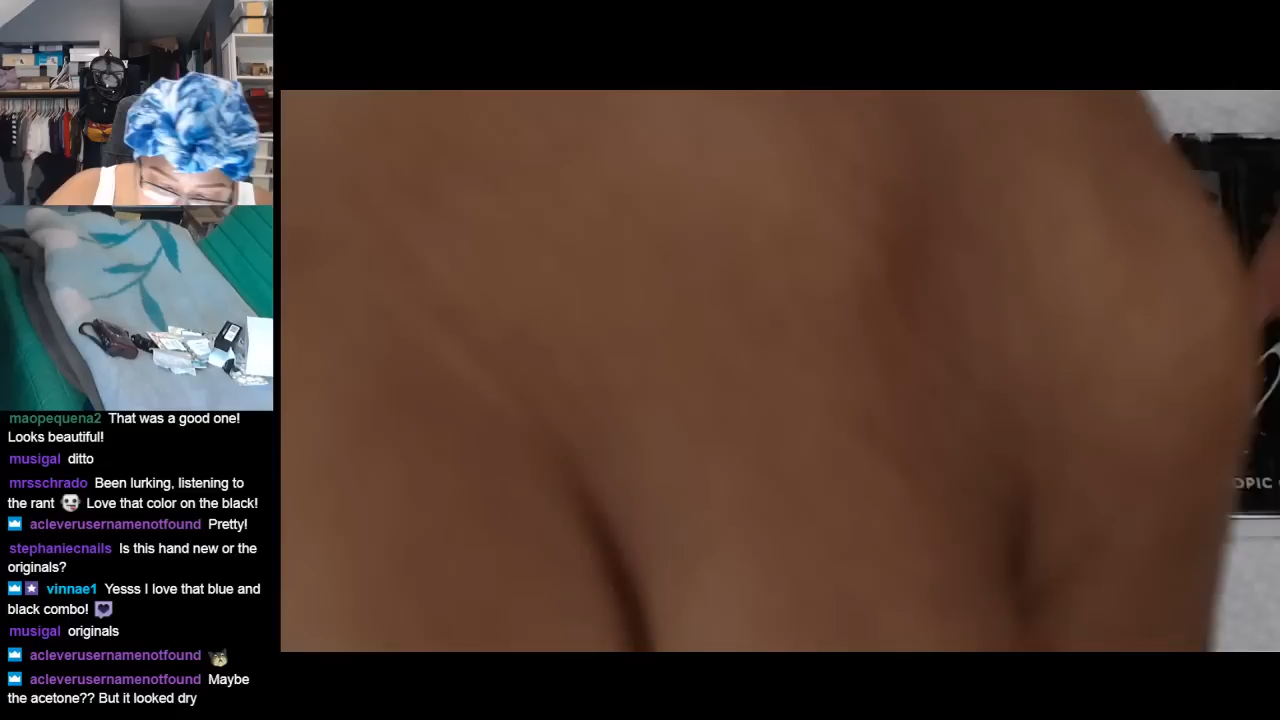 maopequena2 That was a good one!
Looks beautiful!
musigal ditto
mrsschrado Been lurking, listening to
the rant Love that color on the black!
acleverusernamenotfound Pretty!
stephaniecnails Is this hand new or the
originals?
vinnae1 Yesss I love that blue and
black combo!
musigal originals
acleverusernamenotfound
acleverusernamenotfound Maybe
the acetone?? But it looked dry
OPIC